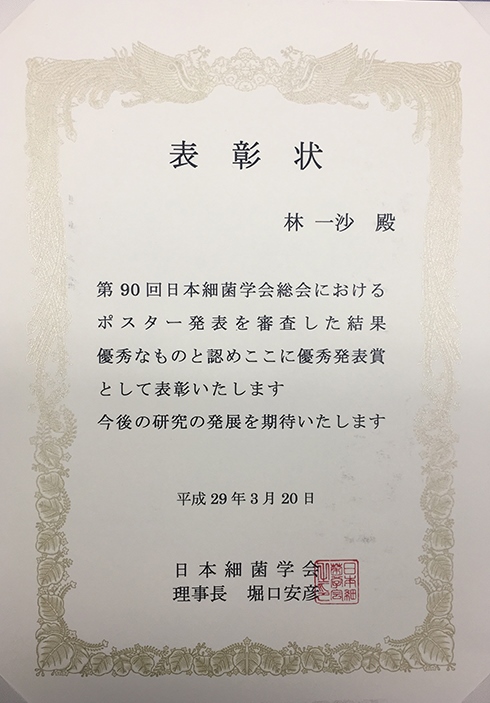 表彰状
林 一沙 殿
第90回日本細菌学会総会における
ポスター発表を審査した結果
優秀なものと認めここに優秀発表賞
として表彰いたします
今後の研究の発展を期待いたします
平成29年3月20日
日本細菌学会
理事長 堀口安彦